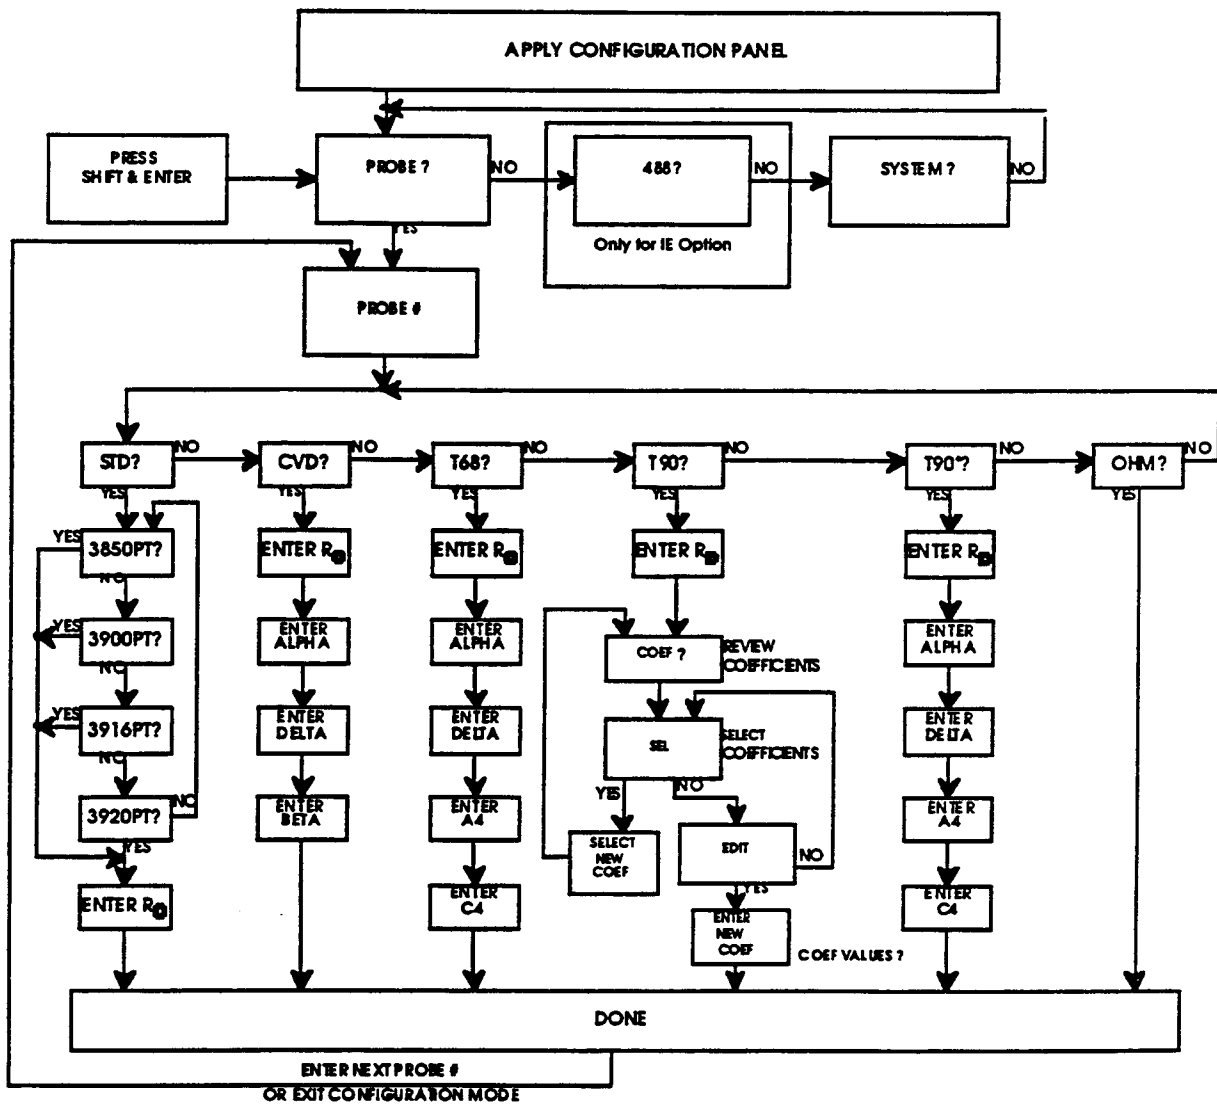 APPLY CONFIGURATION PANEL
PRESS
SHIFT & ENTER
PROBE ?
NO
488?
NO
SYSTEM ?
NO
Only for IE Option
YES
PROBE #
STD?
NO
CVD?
NO
T68?
NO
T90?
NO
T90*?
NO
OHM ?
NO
YES
YES
YES
YES
YES
YES
YES
3850PT?
NO
YES
3900PT?
NO
YES
3916PT?
NO
3920PT?
NO
YES
ENTER R
ENTER R
ENTER
ALPHA
ENTER
DELTA
ENTER
BETA
ENTER R
ENTER
ALPHA
ENTER
DELTA
ENTER
A4
ENTER
C4
ENTER R
COEF ?
REVIEW
COEFFICIENTS
SEL
SELECT
COEFFICIENTS
YES
NO
SELECT
NEW
COEF
EDIT
NO
YES
ENTER
NEW
COEF
COEF VALUES ?
ENTER R
ENTER
ALPHA
ENTER
DELTA
ENTER
A4
ENTER
C4
DONE
ENTER NEXT PROBE #
OR EXIT CONFIGURATION MODE